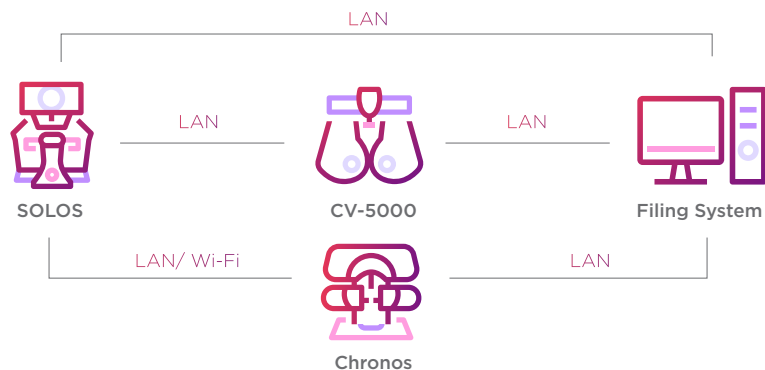 LAN
LAN
LAN
SOLOS
CV-5000
Filing System
LAN/ Wi-Fi
LAN
Chronos